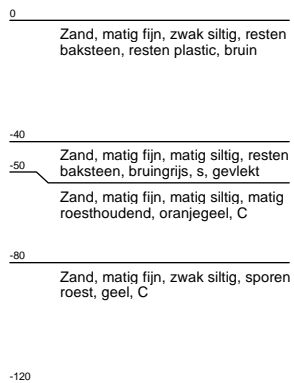 0
Zand, matig fijn, zwak siltig, resten
baksteen, resten plastic, bruin
-40
Zand, matig fijn, matig siltig, resten
-50
baksteen, bruingrijs, s, gevlekt
Zand, matig fijn, matig siltig, matig
roesthoudend, oranjegeel, C
-80
Zand, matig fijn, zwak siltig, sporen
roest, geel, C
-120